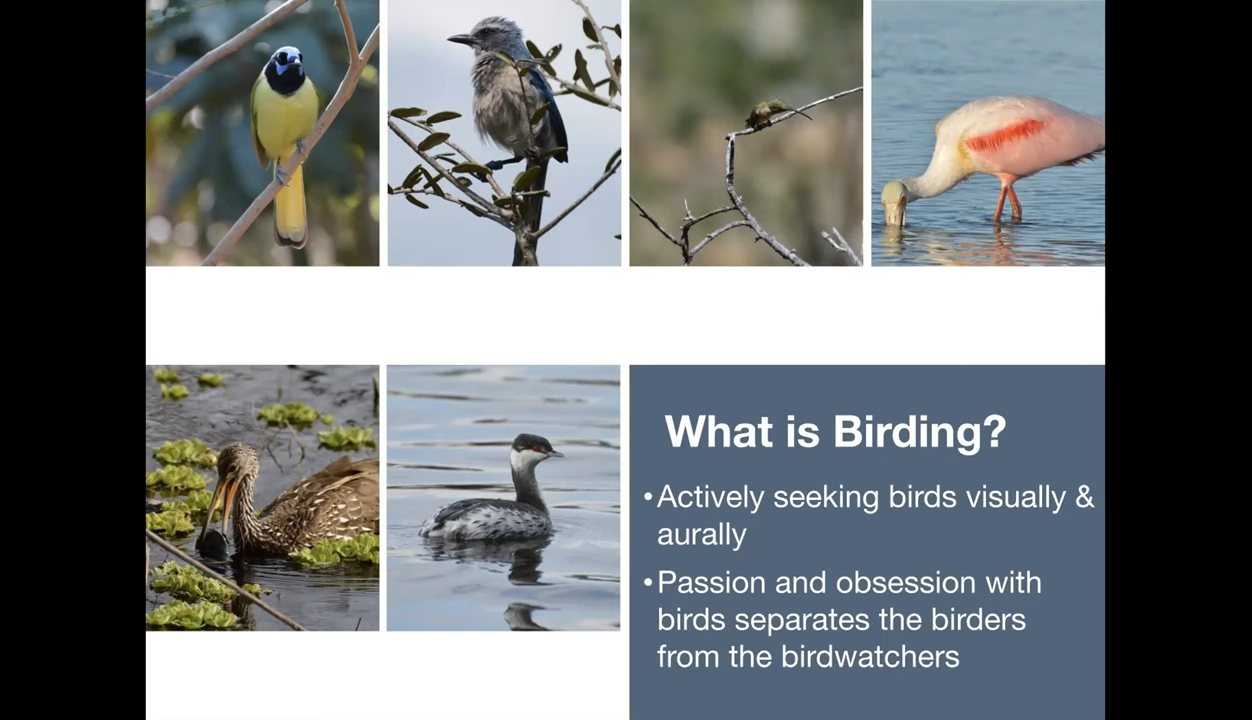 What is Birding?
•Actively seeking birds visually &
aurally
•Passion and obsession with
birds separates the birders
from the birdwatchers